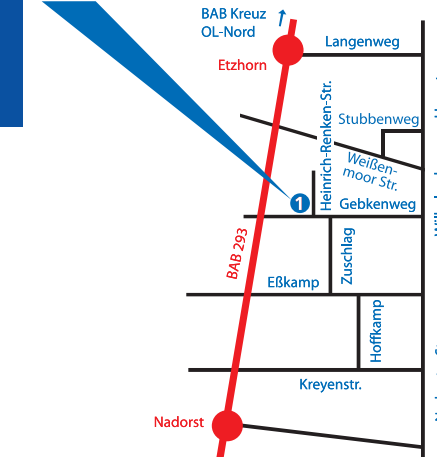 BAB Kreuz
OL-Nord
Langenweg
Etzhorn
Heinrich-Renken-Str.
Stubbenweg
Weißen-
moor Str.
1
Gebkenweg
BAB 293
Zuschlag
Eßkamp
Hoffkamp
Kreyenstr.
Nadorst